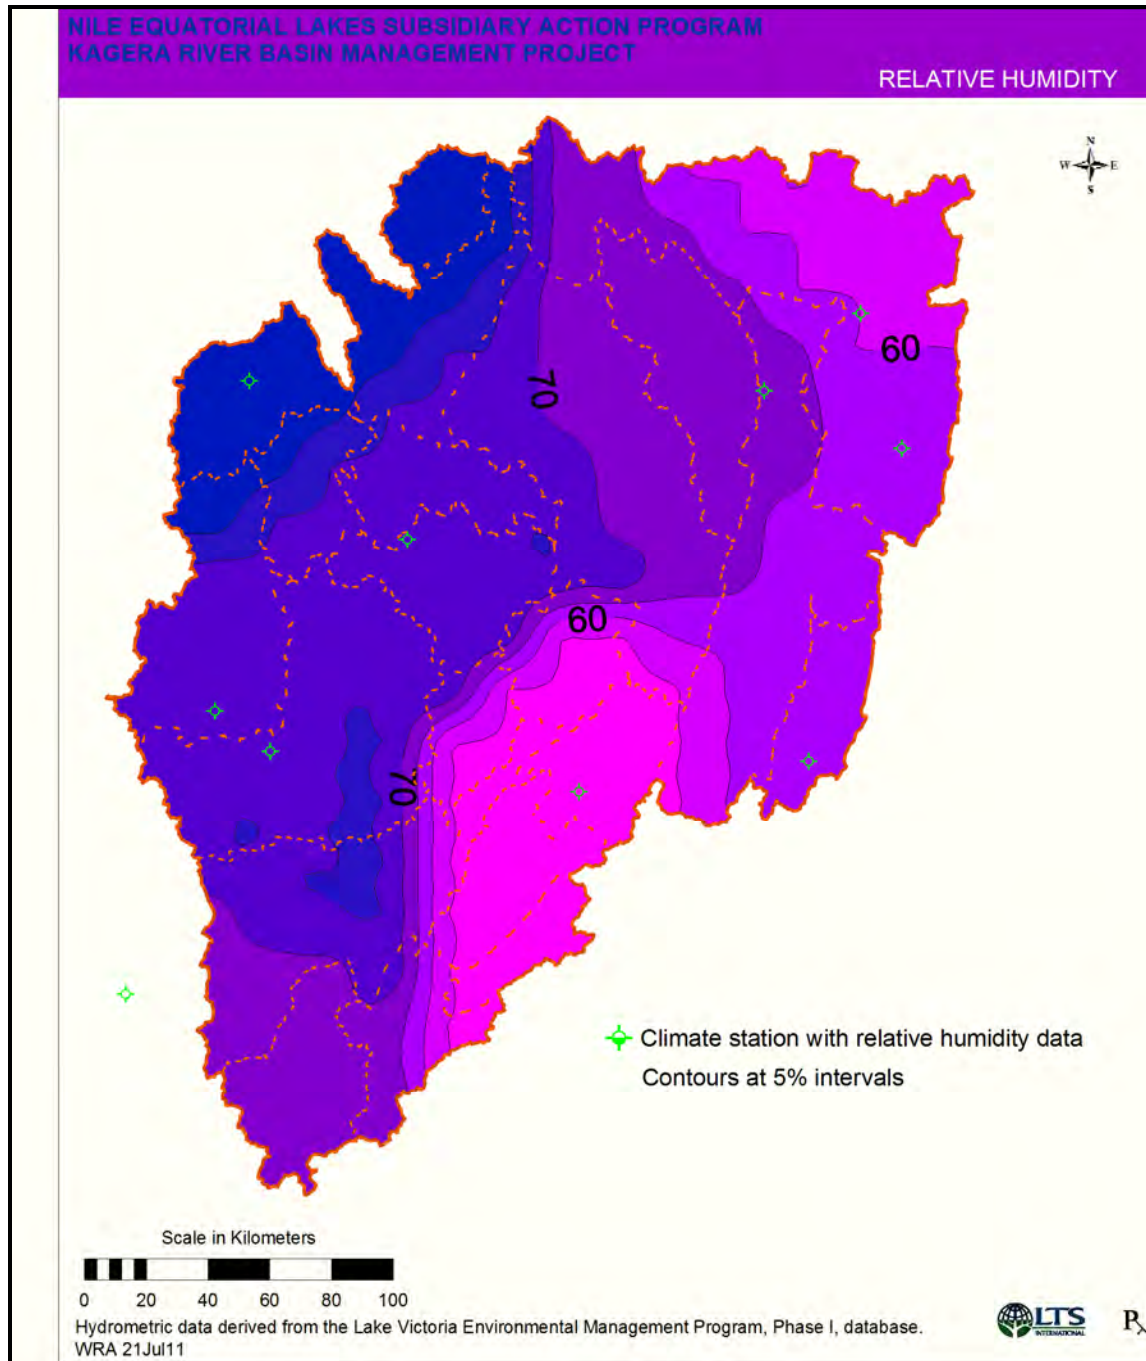 NILE EQUATORIAL LAKES SUBSIDIARY ACTION PROGRAM
KAGERA RIVER BASIN MANAGEMENT PROJECT
RELATIVE HUMIDITY
N
W E
S
60
70
60
70
Climate station with relative humidity data
Contours at 5% intervals
Scale in Kilometers
0 20 40 60 80 100
Hydrometric data derived from the Lake Victoria Environmental Management Program, Phase I, database.
WRA 21Jul11
LTS
INTERNATIONAL